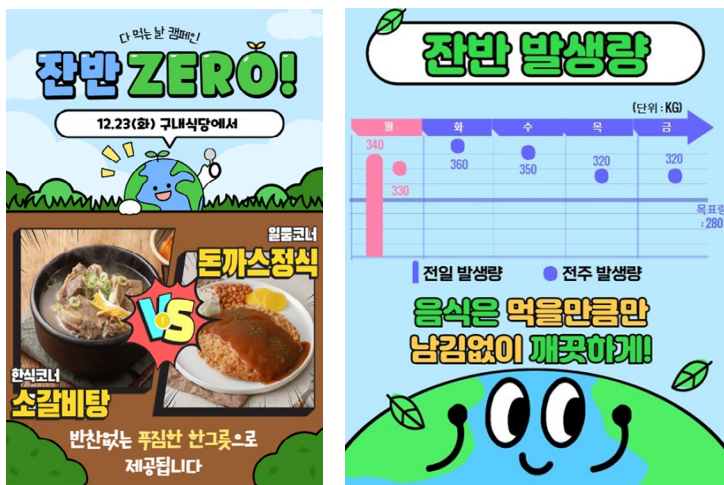 다 먹는 날 캠페인
잔반 ZERO!
12.23(화) 구내식당에서
일품코너
돈까스정식
VS
한식코너
소갈비탕
반찬없는 푸짐한 한그릇으로
제공됩니다
잔반 발생량
(단위 : KG)
월 화 수 목 금
340
330
360
350
320
320
목표량
: 280
전일 발생량 전주 발생량
음식은 먹을만큼만
남김없이 깨끗하게!